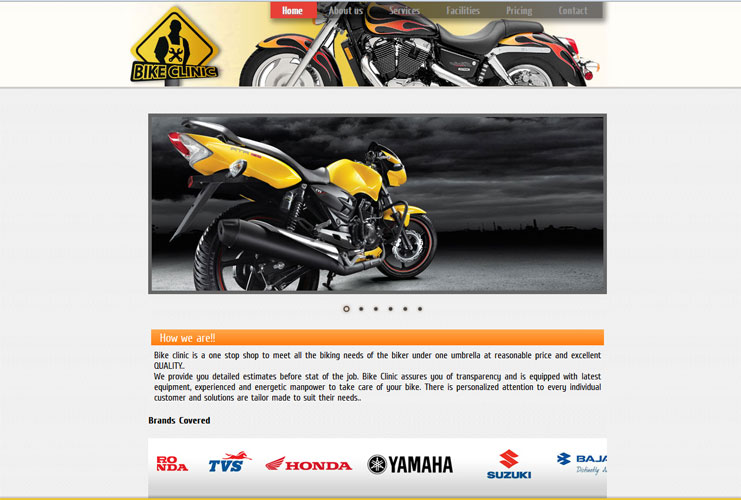 Home About us Services Facilities Pricing Contact
BIKE CLINIC
How we are!!
Bike clinic is a one stop shop to meet all the biking needs of the biker under one umbrella at reasonable price and excellent
QUALITY..
We provide you detailed estimates before stat of the job. Bike Clinic assures you of transparency and is equipped with latest
equipment, experienced and energetic manpower to take care of your bike. There is personalized attention to every individual
customer and solutions are tailor made to suit their needs..
Brands Covered
RO
NDA
TVS
HONDA
YAMAHA
SUZUKI
BAJA
Distinctly A